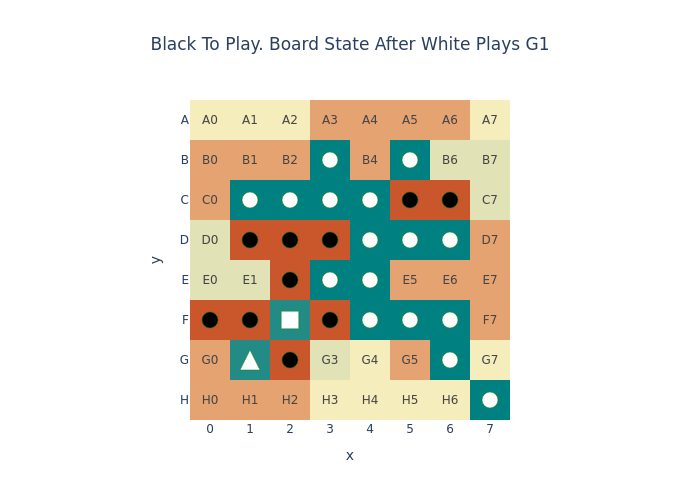 Black To Play. Board State After White Plays G1
A A0 A1 A2 A3 A4 A5 A6 A7
B B0 B1 B2 B4 B6 B7
C C0 C7
D D0 D7
E E0 E1 E5 E6 E7
F F7
G G0 G3 G4 G5 G7
H H0 H1 H2 H3 H4 H5 H6
0 1 2 3 4 5 6 7
x
y